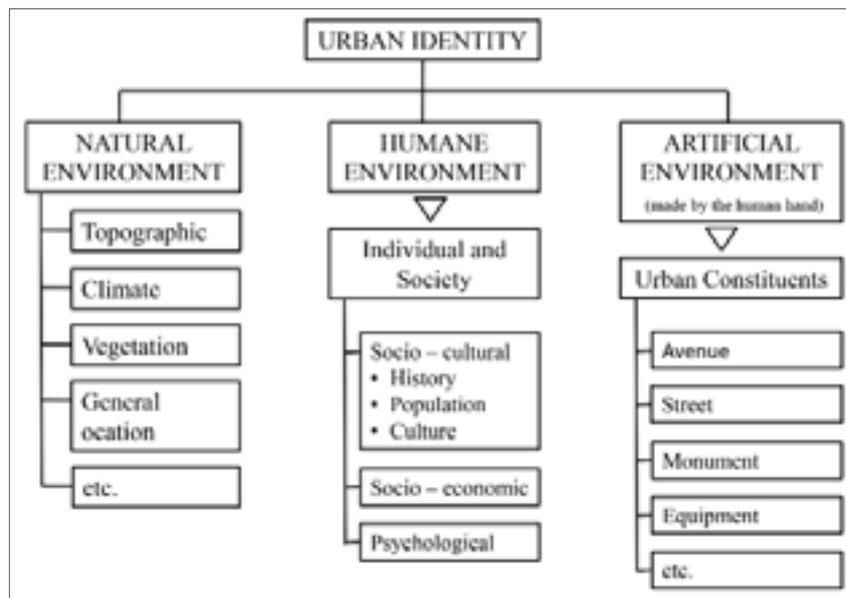 URBAN IDENTITY
NATURAL
ENVIRONMENT
Topographic
Climate
Vegetation
General
ocation
etc.
HUMANE
ENVIRONMENT
Individual and
Society
Socio – cultural
• History
• Population
• Culture
Socio – economic
Psychological
ARTIFICIAL
ENVIRONMENT
(made by the human hand)
Urban Constituents
Avenue
Street
Monument
Equipment
etc.